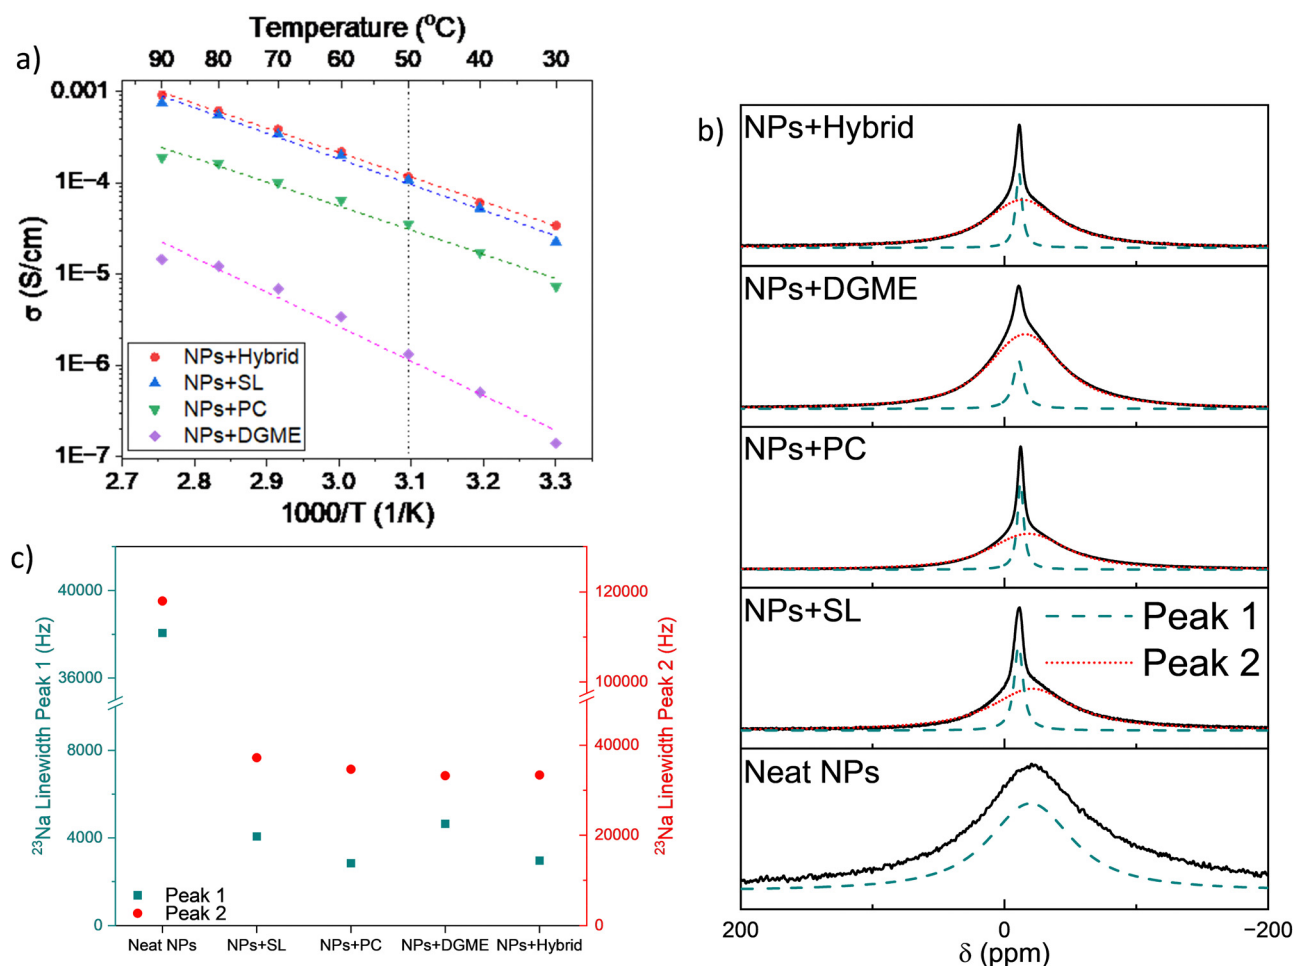 a)
Temperature (°C)
90 80 70 60 50 40 30
0.001
1E−4
1E−5
1E−6
1E−7
σ (S/cm)
NPs+Hybrid
NPs+SL
NPs+PC
NPs+DGME
2.7 2.8 2.9 3.0 3.1 3.2 3.3
1000/T (1/K)
b)
NPs+Hybrid
NPs+DGME
NPs+PC
NPs+SL
Peak 1
Peak 2
Neat NPs
200 0 −200
δ (ppm)
c)
40000
36000
8000
4000
0
²³Na Linewidth Peak 1 (Hz)
120000
100000
40000
20000
0
²³Na Linewidth Peak 2 (Hz)
Peak 1
Peak 2
Neat NPs NPs+SL NPs+PC NPs+DGME NPs+Hybrid